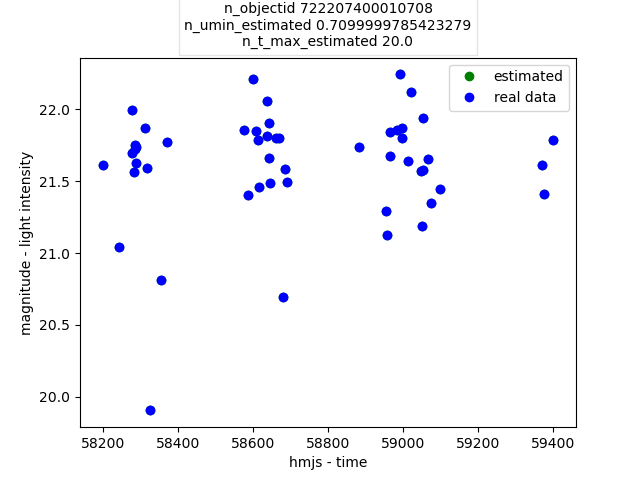 n_objectid 722207400010708
n_umin_estimated 0.7099999785423279
n_t_max_estimated 20.0
estimated
real data
magnitude - light intensity
22.0
21.5
21.0
20.5
20.0
58200 58400 58600 58800 59000 59200 59400
hmjs - time